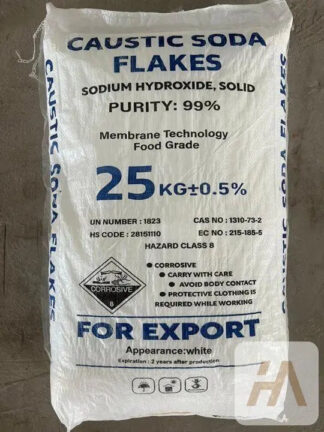 CAUSTIC SODA
FLAKES
SODIUM HYDROXIDE, SOLID
PURITY: 99%
Membrane Technology
Food Grade
25 KG±0.5%
UN NUMBER : 1823
CAS NO : 1310-73-2
HS CODE : 28151110
EC NO : 215-185-5
HAZARD CLASS 8
CORROSIVE
CARRY WITH CARE
AVOID BODY CONTACT
PROTECTIVE CLOTHING IS
REQUIRED WHILE WORKING
CORROSIVE
8
FOR EXPORT
Appearance:white
Expiration : 2 years after production
CAUSTIC SODA FLAKES
CAUSTIC SODA FLAKES
HA